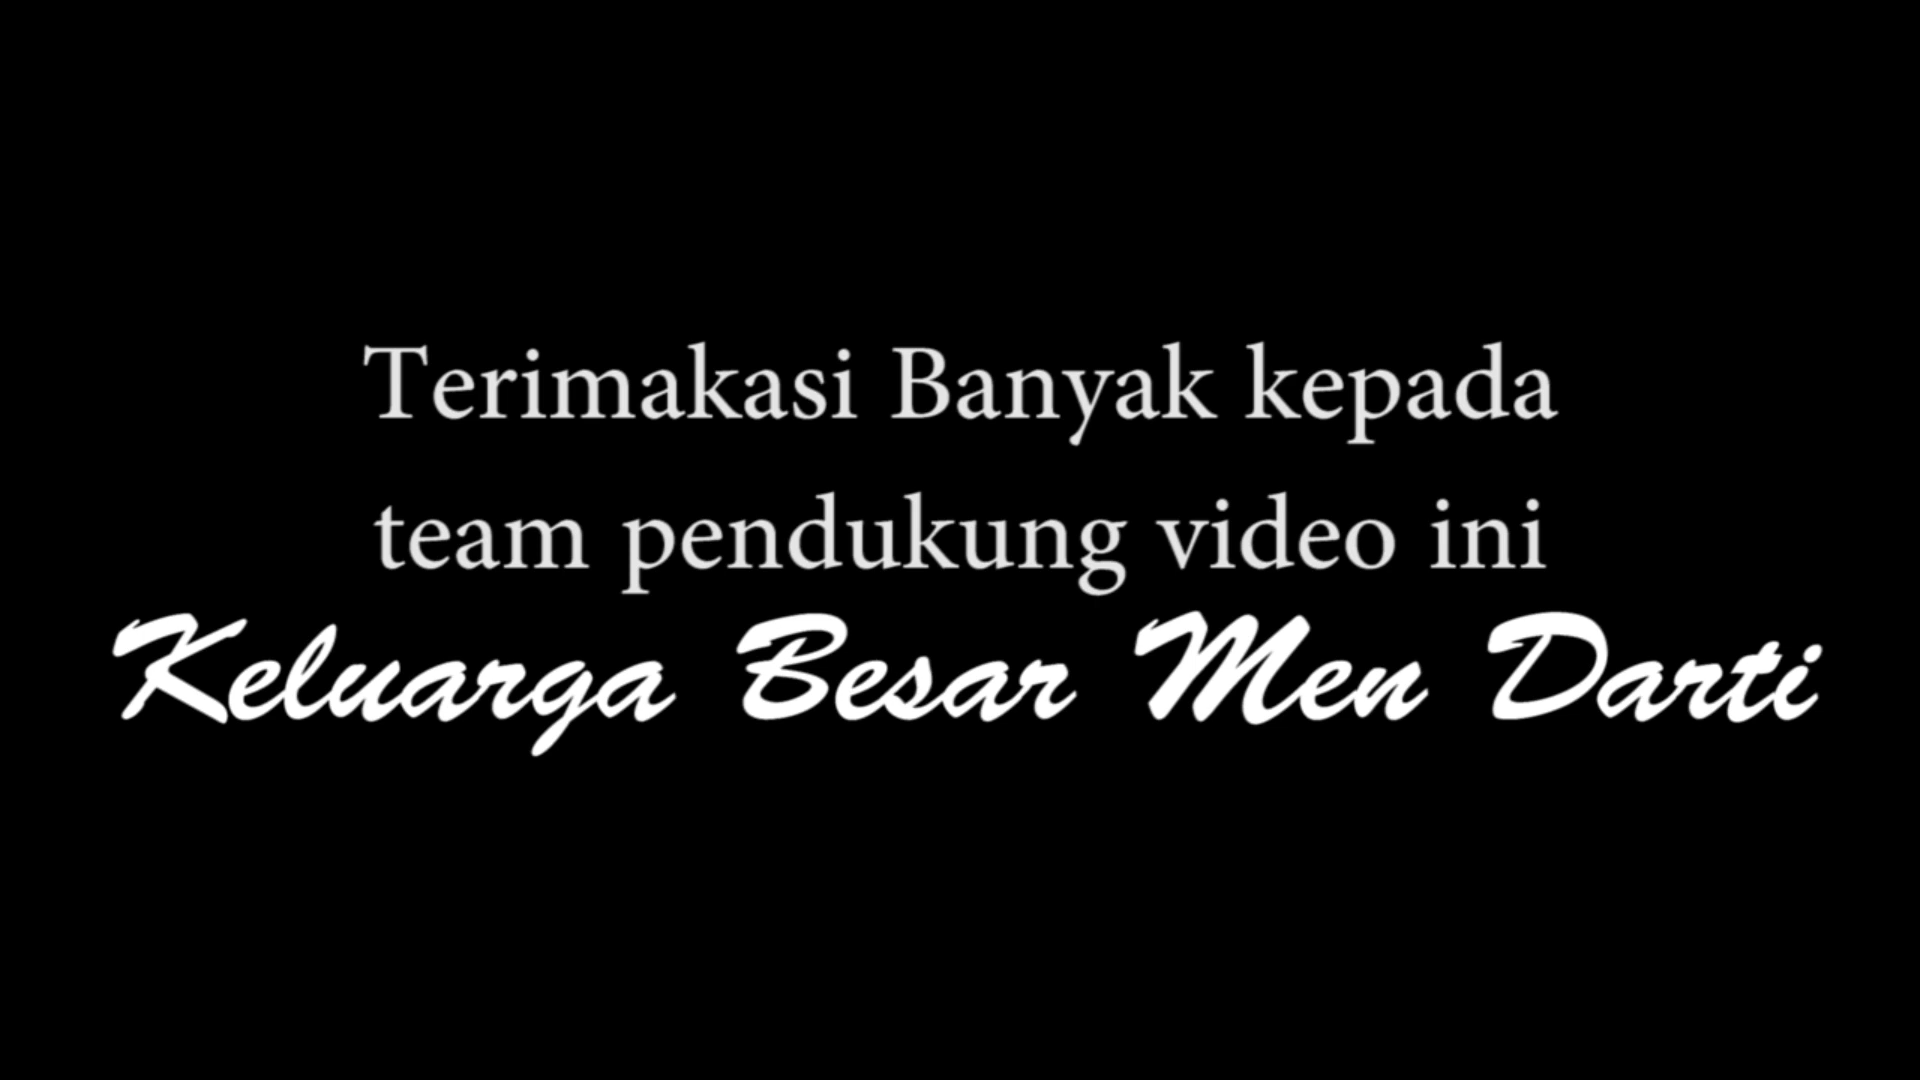 Terimakasi Banyak kepada
team pendukung video ini
Keluarga Besar Men Darti